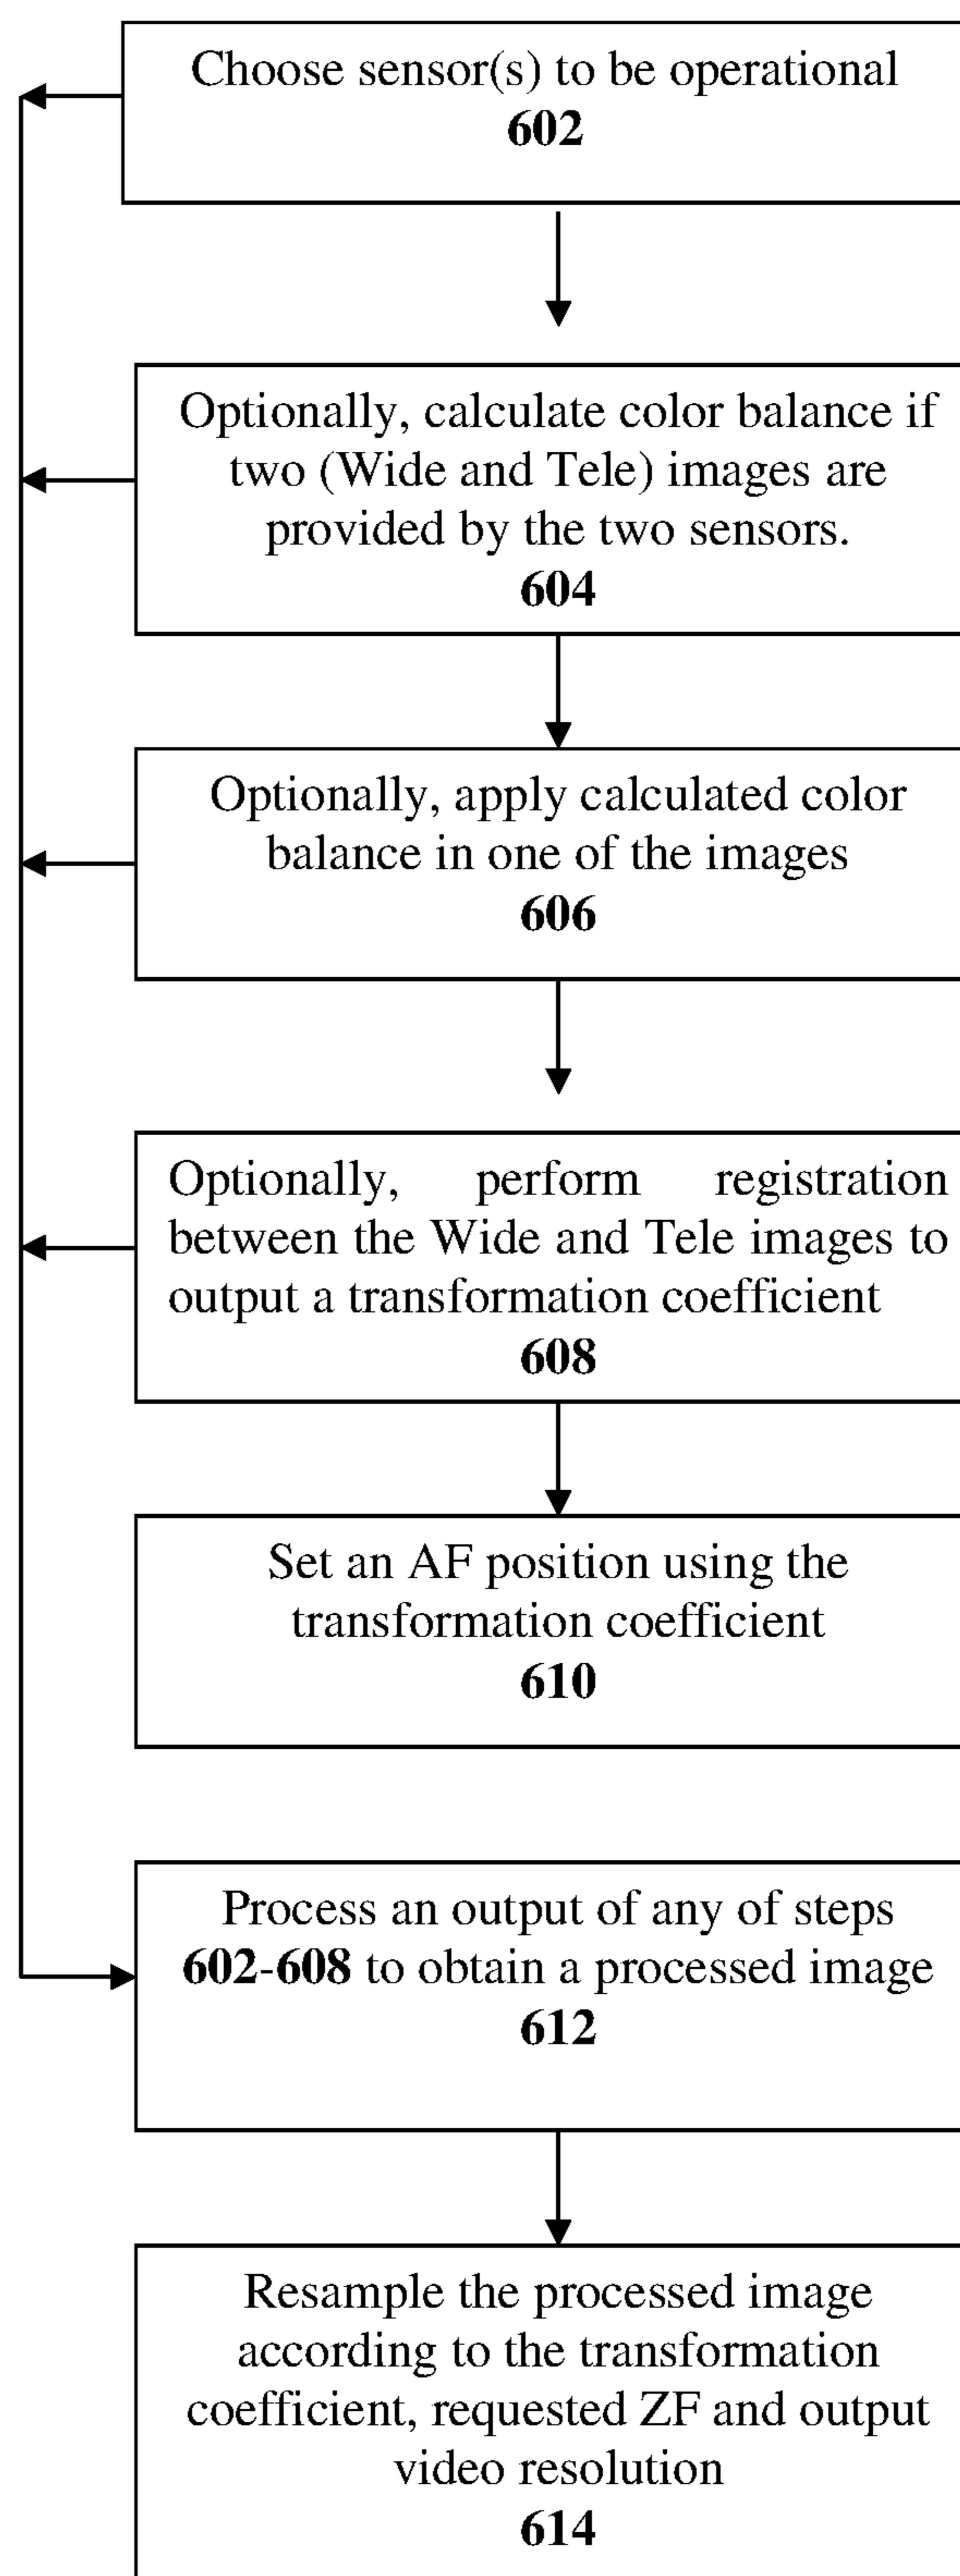 Choose sensor(s) to be operational
602
Optionally, calculate color balance if
two (Wide and Tele) images are
provided by the two sensors.
604
Optionally, apply calculated color
balance in one of the images
606
Optionally, perform registration
between the Wide and Tele images to
output a transformation coefficient
608
Set an AF position using the
transformation coefficient
610
Process an output of any of steps
602-608 to obtain a processed image
612
Resample the processed image
according to the transformation
coefficient, requested ZF and output
video resolution
614